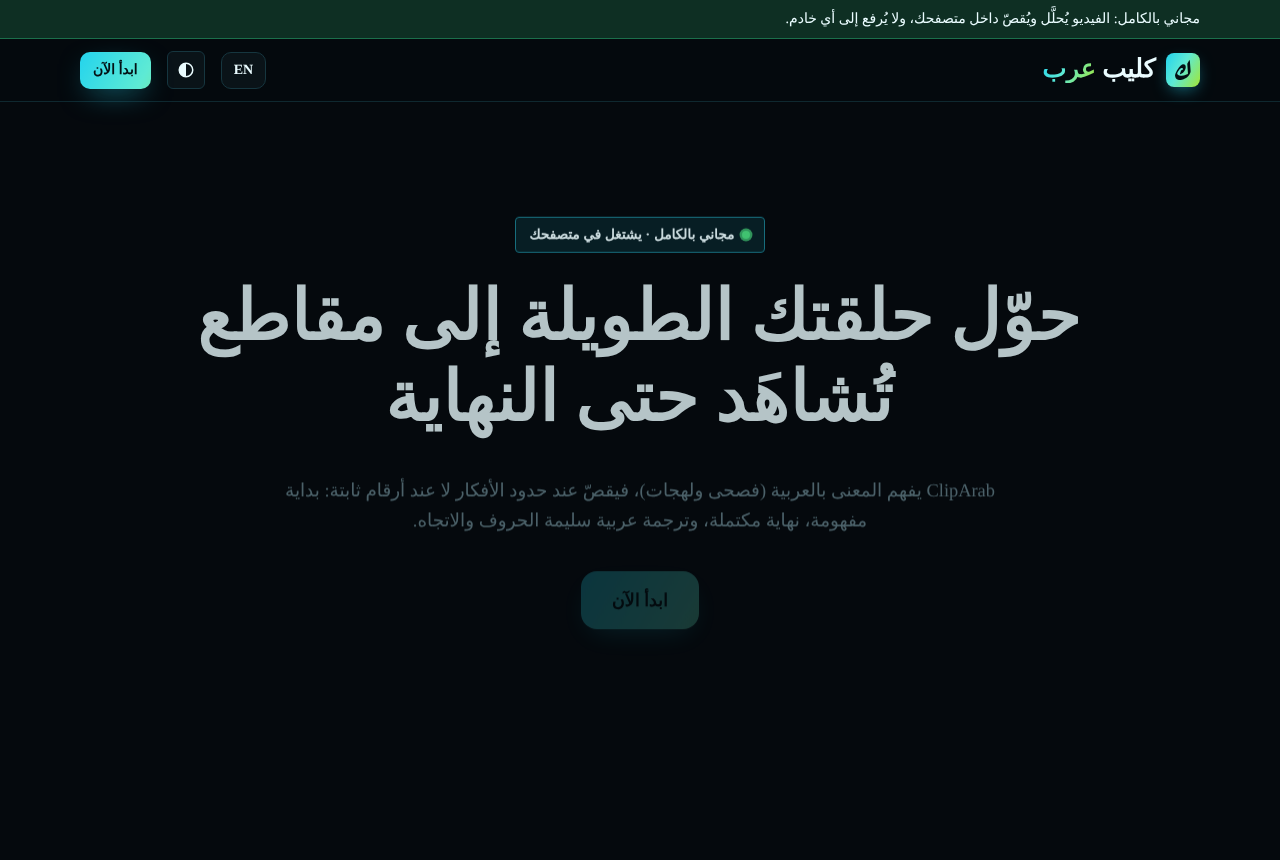 مجاني بالكامل: الفيديو يُحلَّل ويُقصّ داخل متصفحك، ولا يُرفع إلى أي خادم.
ك كليب عرب
EN
ابدأ الآن
مجاني بالكامل · يشتغل في متصفحك
حوّل حلقتك الطويلة إلى مقاطع
تُشاهَد حتى النهاية
ClipArab يفهم المعنى بالعربية (فصحى ولهجات)، فيقصّ عند حدود الأفكار لا عند أرقام ثابتة: بداية
مفهومة، نهاية مكتملة، وترجمة عربية سليمة الحروف والاتجاه.
ابدأ الآن